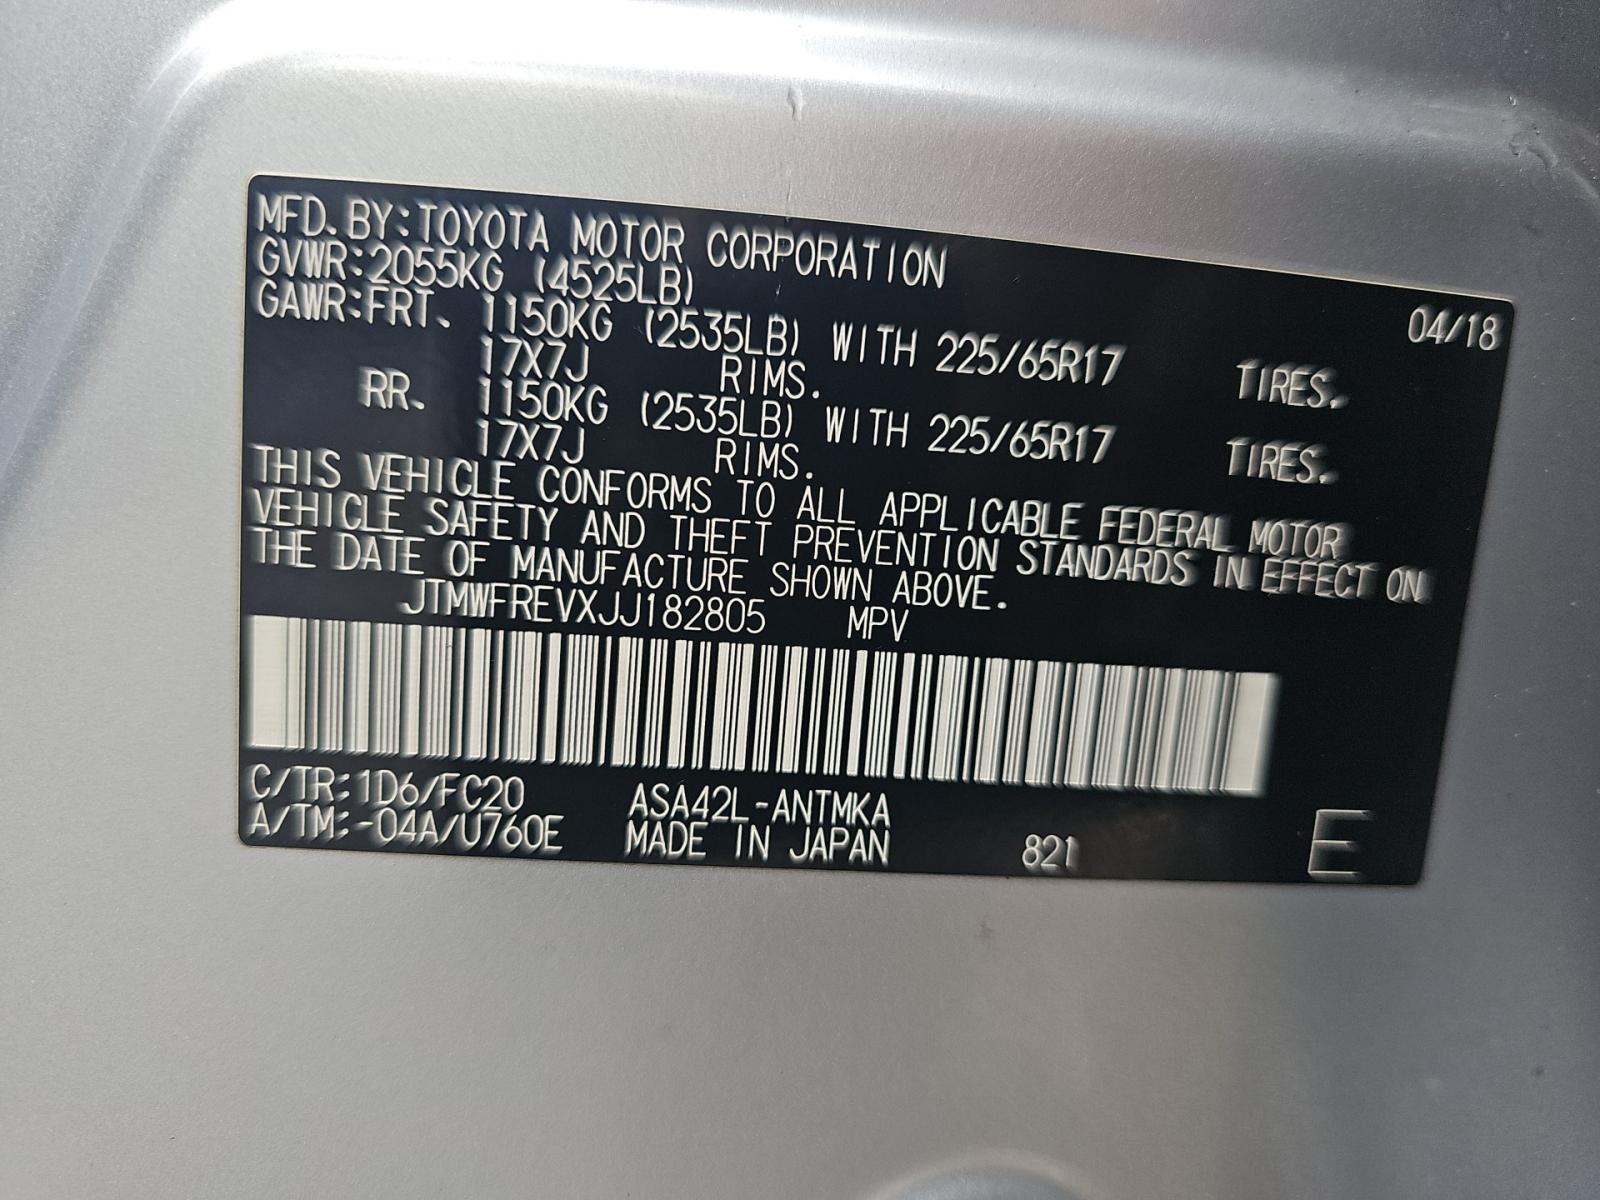 MFD. BY: TOYOTA MOTOR CORPORATION 04/18
GVWR: 2055KG (4525LB)
GAWR: FRT. 1150KG (2535LB) WITH 225/65R17 TIRES.
17X7J RIMS.
RR. 1150KG (2535LB) WITH 225/65R17 TIRES.
17X7J RIMS.
THIS VEHICLE CONFORMS TO ALL APPLICABLE FEDERAL MOTOR
VEHICLE SAFETY AND THEFT PREVENTION STANDARDS IN EFFECT ON
THE DATE OF MANUFACTURE SHOWN ABOVE.
JTMWFREVXJJ182805 MPV
C/TR: 1D6/FC20 ASA42L-ANTMKA
A/TM: -04A/U760E MADE IN JAPAN 821 E